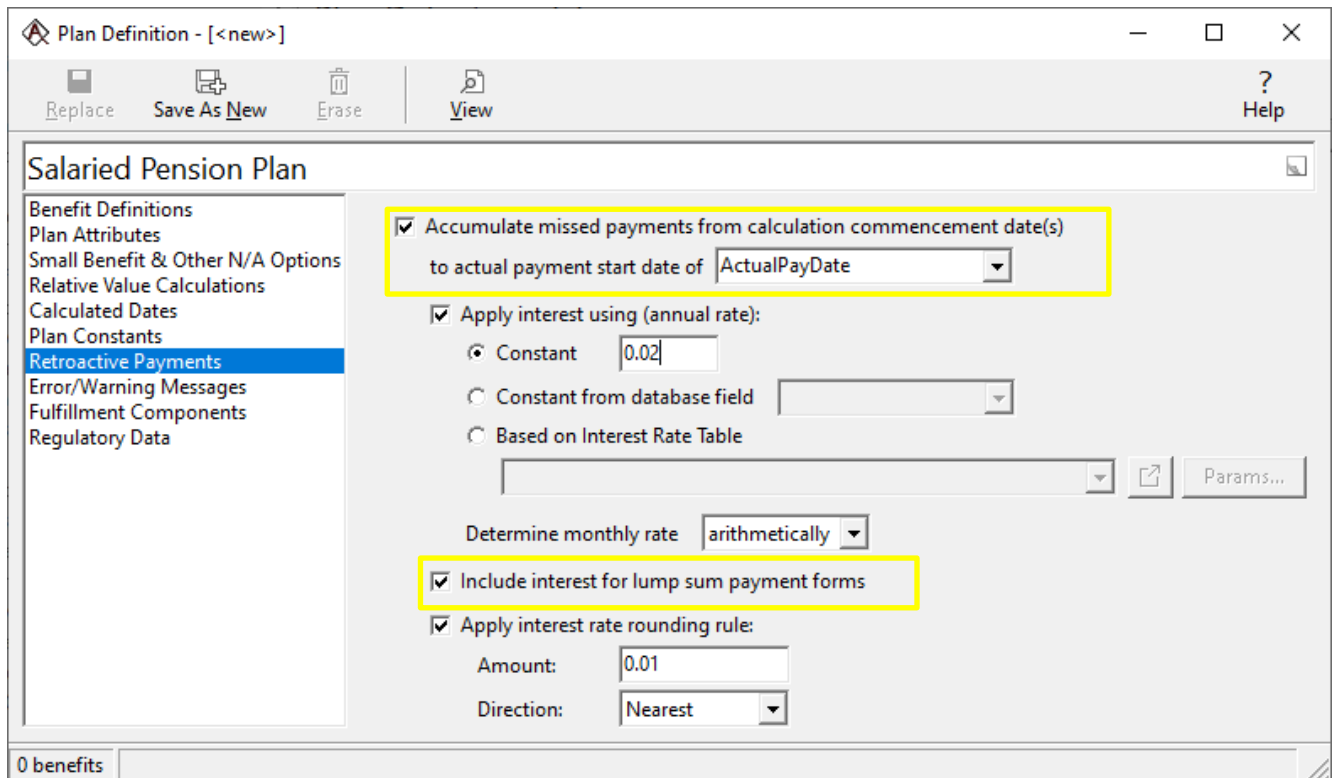 Plan Definition - [<new>]
Replace Save As New Erase View ? Help
Salaried Pension Plan
Benefit Definitions
Plan Attributes
Small Benefit & Other N/A Options
Relative Value Calculations
Calculated Dates
Plan Constants
Retroactive Payments
Error/Warning Messages
Fulfillment Components
Regulatory Data
Accumulate missed payments from calculation commencement date(s)
to actual payment start date of ActualPayDate
Apply interest using (annual rate):
Constant 0.02
Constant from database field
Based on Interest Rate Table
Params...
Determine monthly rate arithmetically
Include interest for lump sum payment forms
Apply interest rate rounding rule:
Amount: 0.01
Direction: Nearest
0 benefits